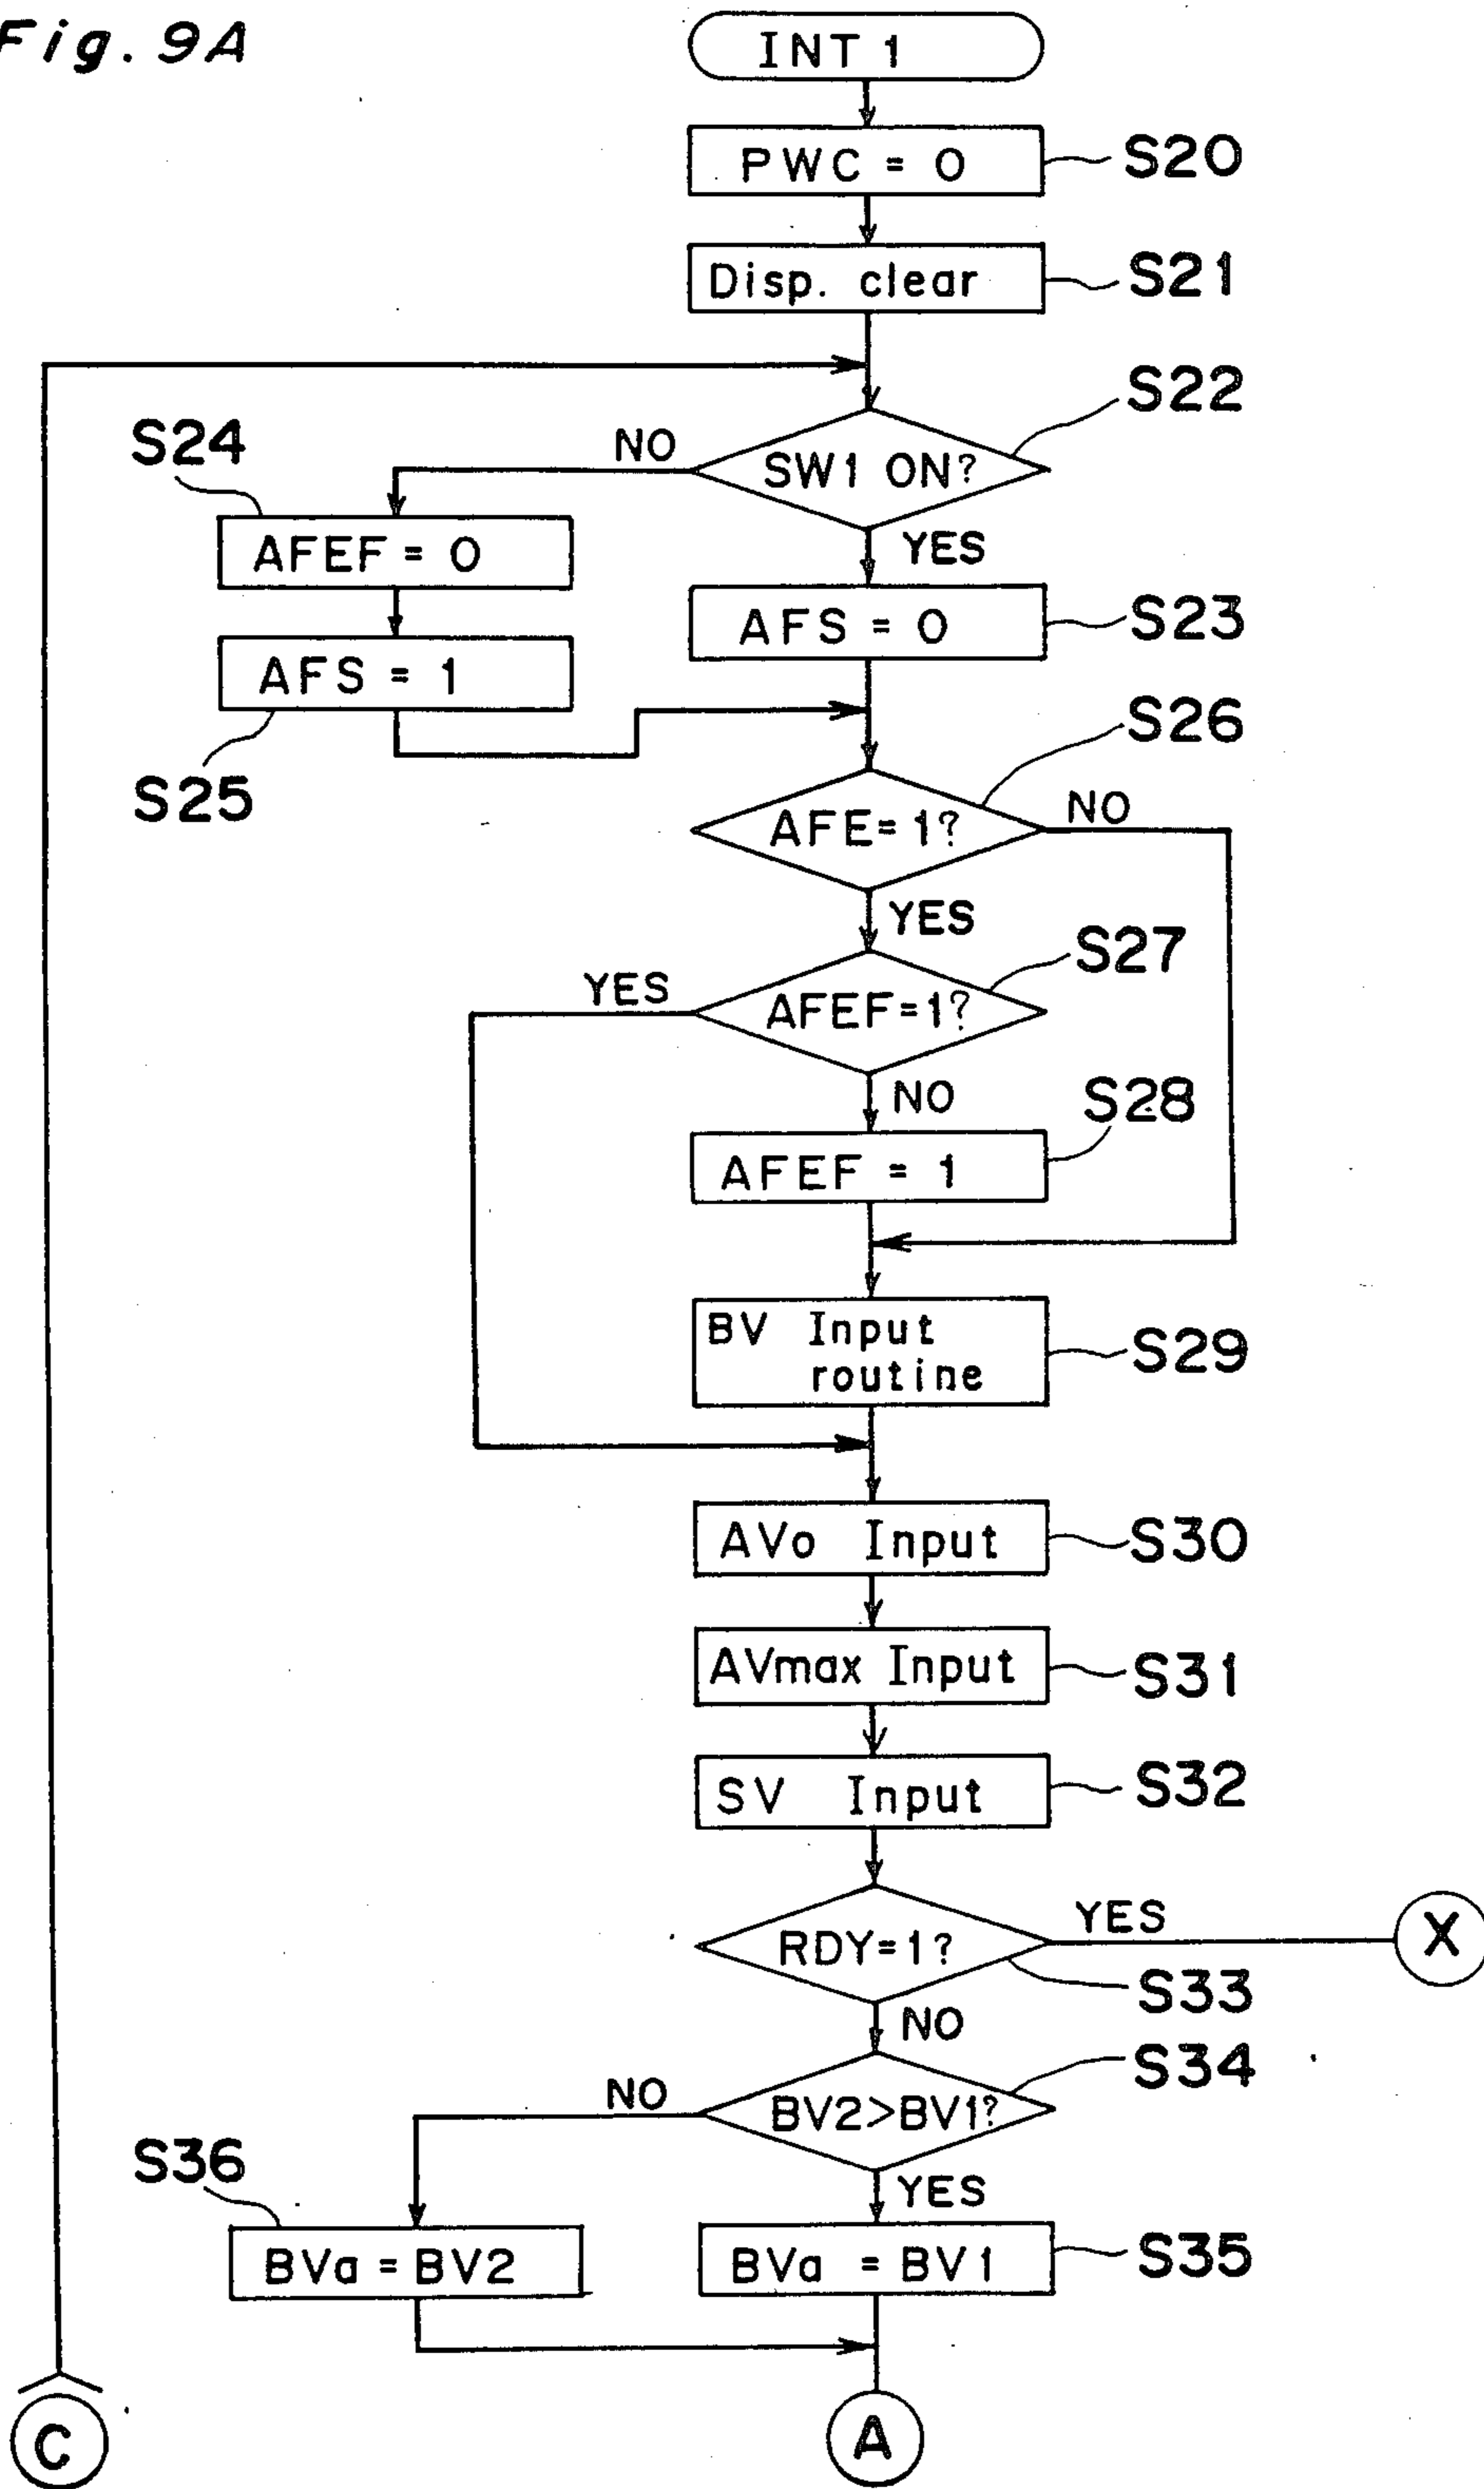 Fig. 9A
INT 1
PWC = 0
S20
Disp. clear
S21
S22
SW1 ON?
NO
YES
S24
AFEF = 0
AFS = 0
S23
AFS = 1
S25
S26
AFE=1?
NO
YES
S27
AFEF=1?
YES
NO
S28
AFEF = 1
BV Input
routine
S29
AVo Input
S30
AVmax Input
S31
SV Input
S32
RDY=1?
YES
X
S33
NO
S34
BV2>BV1?
NO
YES
S36
BVa = BV2
BVa = BV1
S35
C
A